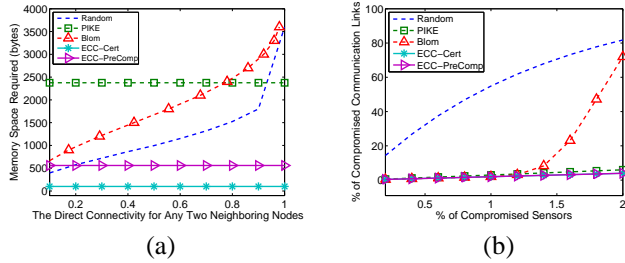 Memory Space Required (bytes)
4000
3500
3000
2500
2000
1500
1000
500
0
Random
PIKE
Blom
ECC-Cert
ECC-PreComp
0.2
0.4
0.6
0.8
1
The Direct Connectivity for Any Two Neighboring Nodes
(a)
% of Compromised Communication Links
100
80
60
40
20
0
Random
PIKE
Blom
ECC-Cert
ECC-PreComp
0.5
1
1.5
2
% of Compromised Sensors
(b)